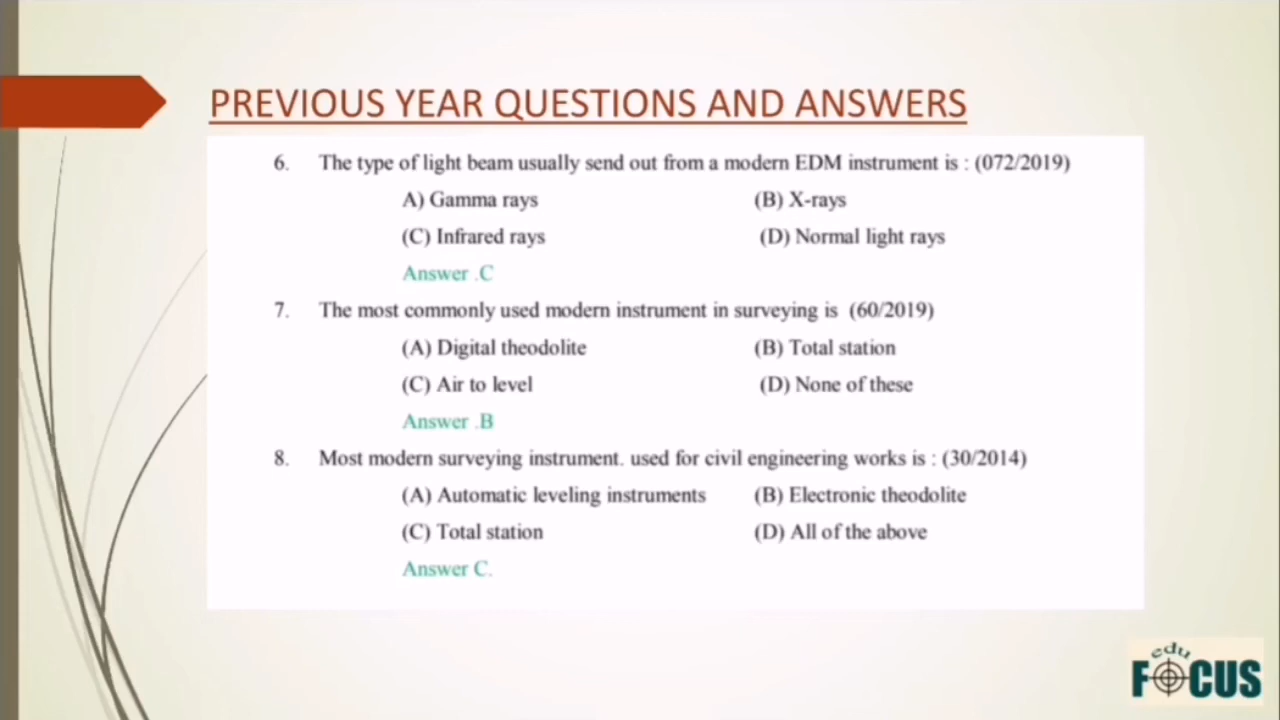 PREVIOUS YEAR QUESTIONS AND ANSWERS
6. The type of light beam usually send out from a modern EDM instrument is : (072/2019)
A) Gamma rays (B) X-rays
(C) Infrared rays (D) Normal light rays
Answer .C
7. The most commonly used modern instrument in surveying is (60/2019)
(A) Digital theodolite (B) Total station
(C) Air to level (D) None of these
Answer .B
8. Most modern surveying instrument. used for civil engineering works is : (30/2014)
(A) Automatic leveling instruments (B) Electronic theodolite
(C) Total station (D) All of the above
Answer C.
edu
FOCUS